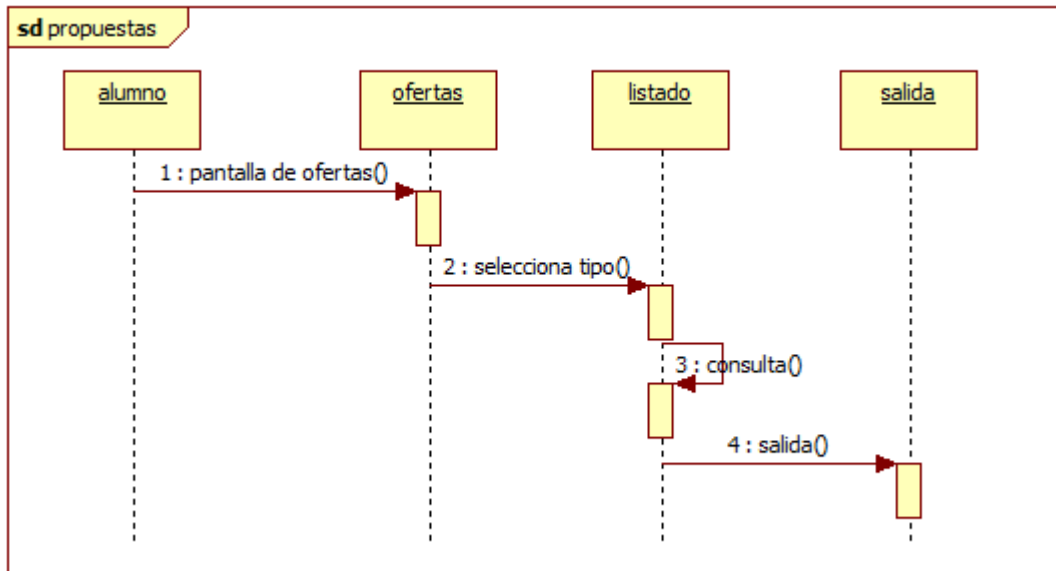 sd propuestas
alumno
ofertas
listado
salida
1 : pantalla de ofertas()
2 : selecciona tipo()
3 : consulta()
4 : salida()